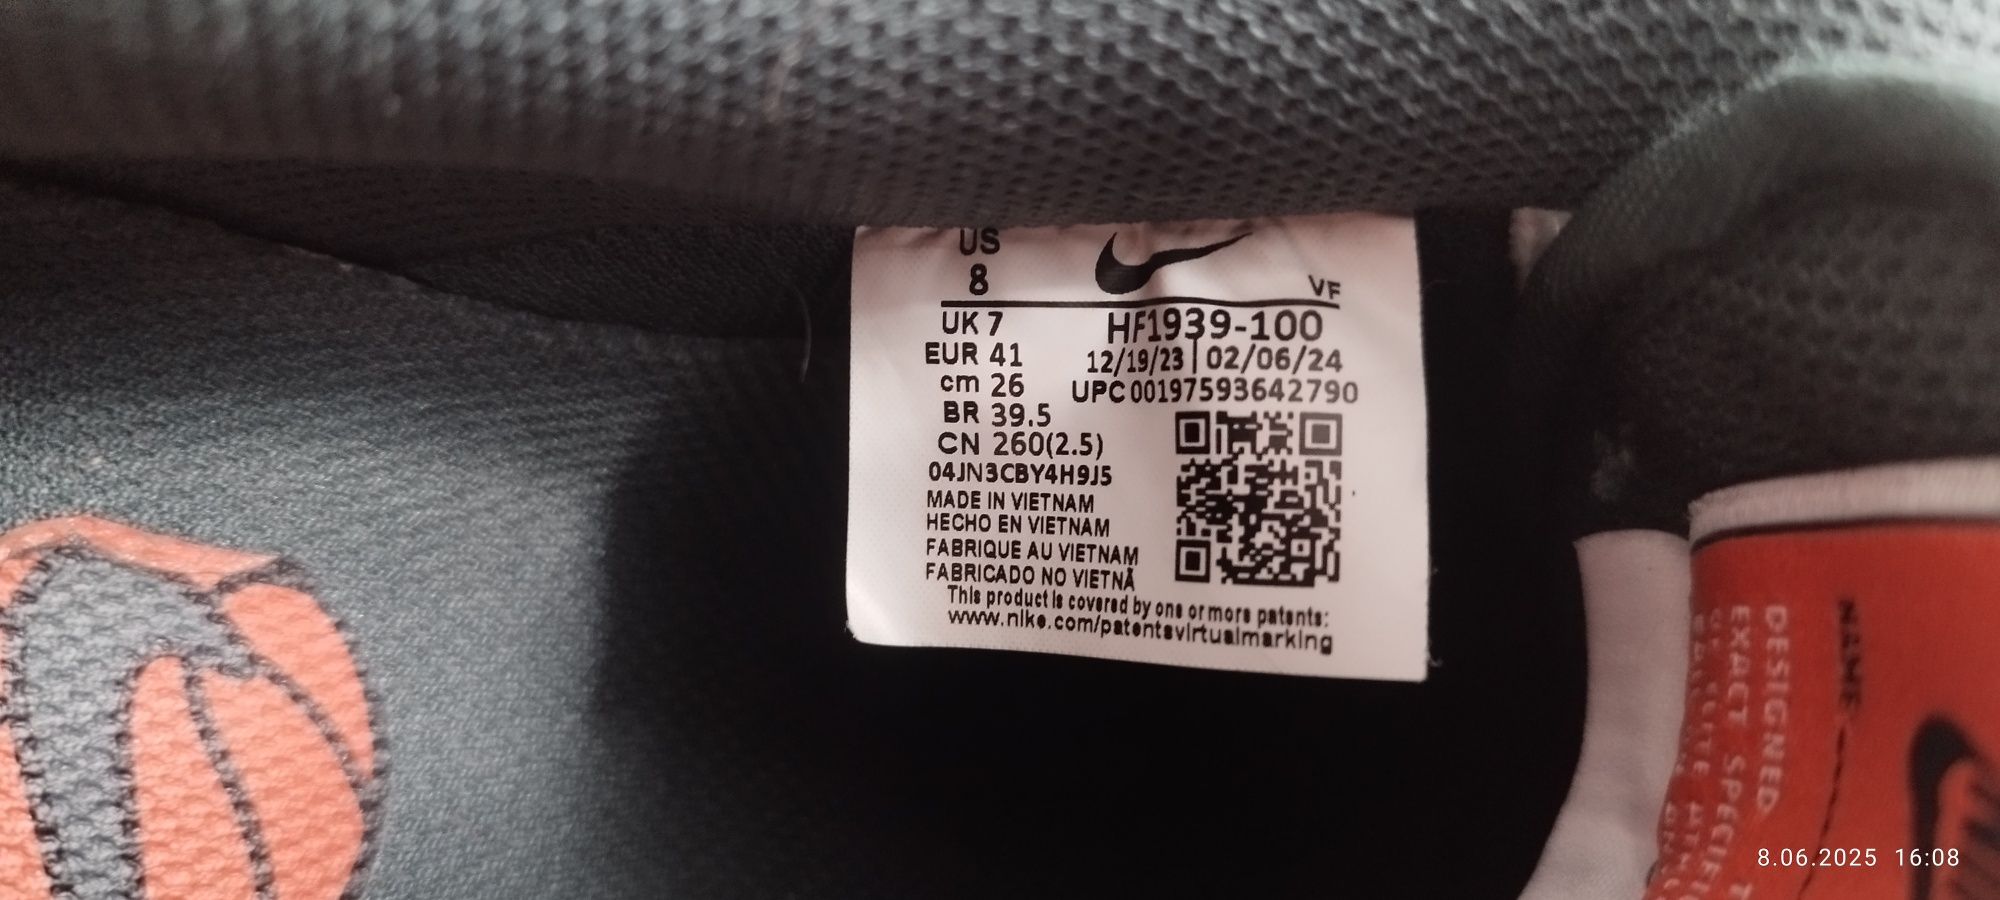 US
8
VF
UK 7
HF1939-100
EUR 41
12/19/23 | 02/06/24
cm 26
UPC 00197593642790
BR 39.5
CN 260(2.5)
04JN3CBY4H9J5
MADE IN VIETNAM
HECHO EN VIETNAM
FABRIQUE AU VIETNAM
FABRICADO NO VIETNÃ
This product is covered by one or more patents:
www.nike.com/patentsvirtualmarking
NAME
DESIGNED
EXACT SPECIFIC
8.06.2025 16:08